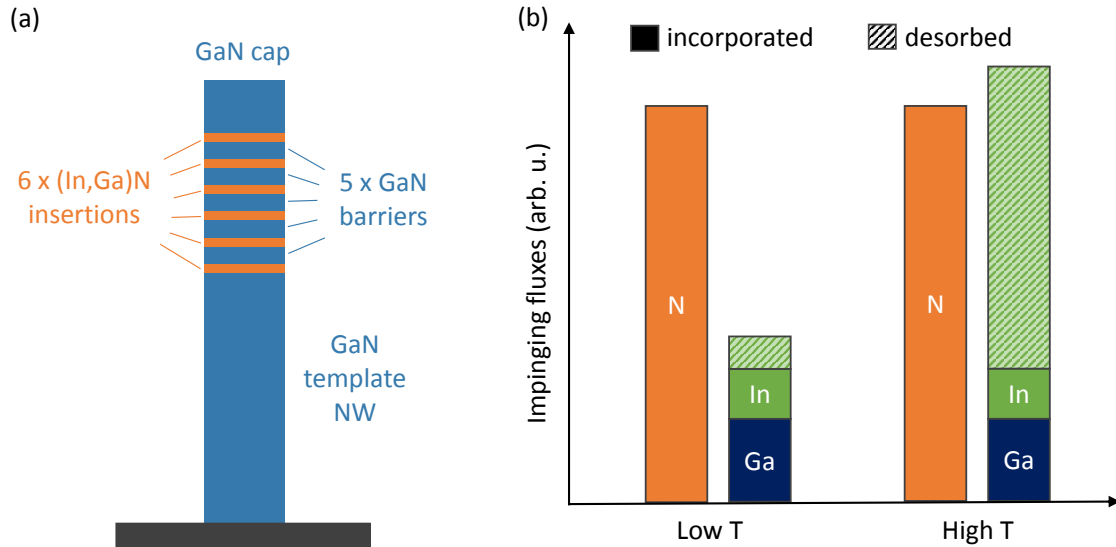 (a)
GaN cap
6 x (In,Ga)N
insertions
5 x GaN
barriers
GaN
template
NW
(b)
incorporated
desorbed
Impinging fluxes (arb. u.)
N
In
Ga
N
In
Ga
Low T
High T